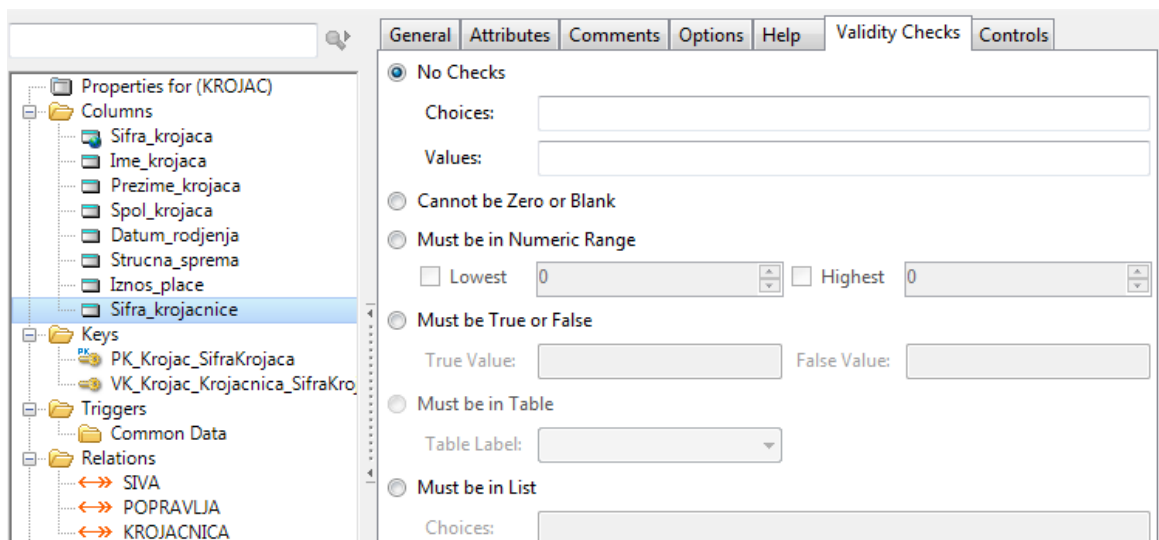 Properties for (KROJAC)
Columns
Sifra_krojaca
Ime_krojaca
Prezime_krojaca
Spol_krojaca
Datum_rodjenja
Strucna_sprema
Iznos_place
Sifra_krojacnice
Keys
PK_Krojac_SifraKrojaca
VK_Krojac_Krojacnica_SifraKroj
Triggers
Common Data
Relations
SIVA
POPRAVLJA
KROJACNICA
General Attributes Comments Options Help Validity Checks Controls
No Checks
Choices:
Values:
Cannot be Zero or Blank
Must be in Numeric Range
Lowest 0 Highest 0
Must be True or False
True Value: False Value:
Must be in Table
Table Label:
Must be in List
Choices: